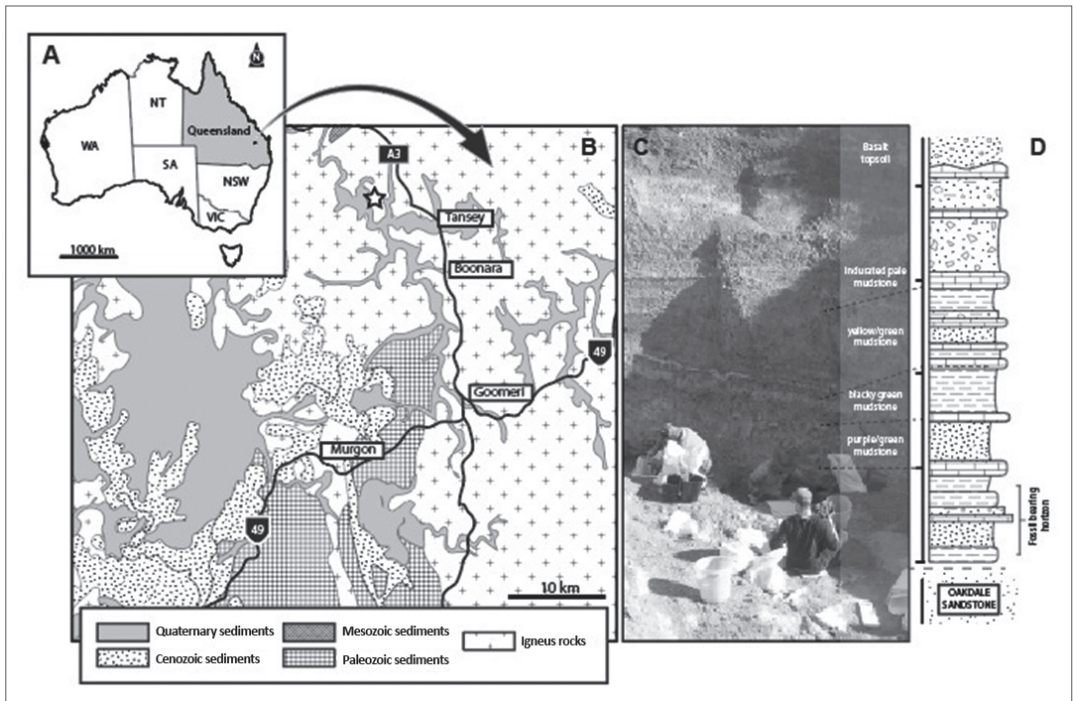 A
N
NT
Queensland
WA
SA
NSW
VIC
1000 km
B
A3
Tansey
Boonara
49
Goomeri
Murgon
49
10 km
Quaternary sediments
Cenozoic sediments
Mesozoic sediments
Paleozoic sediments
Igneus rocks
C
Basalt
topsoil
Indurated pale
mudstone
yellow/green
mudstone
blacky green
mudstone
purple/green
mudstone
D
Fossil bearing
horizon
OAKDALE
SANDSTONE